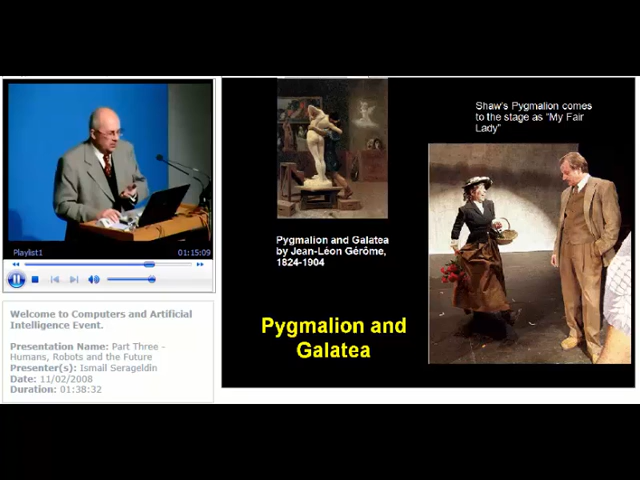 Playlist1
01:15:09
Welcome to Computers and Artificial
Intelligence Event.
Presentation Name: Part Three -
Humans, Robots and the Future
Presenter(s): Ismail Serageldin
Date: 11/02/2008
Duration: 01:38:32
Pygmalion and Galatea
by Jean-Léon Gérôme,
1824-1904
Shaw's Pygmalion comes
to the stage as "My Fair
Lady"
Pygmalion and
Galatea